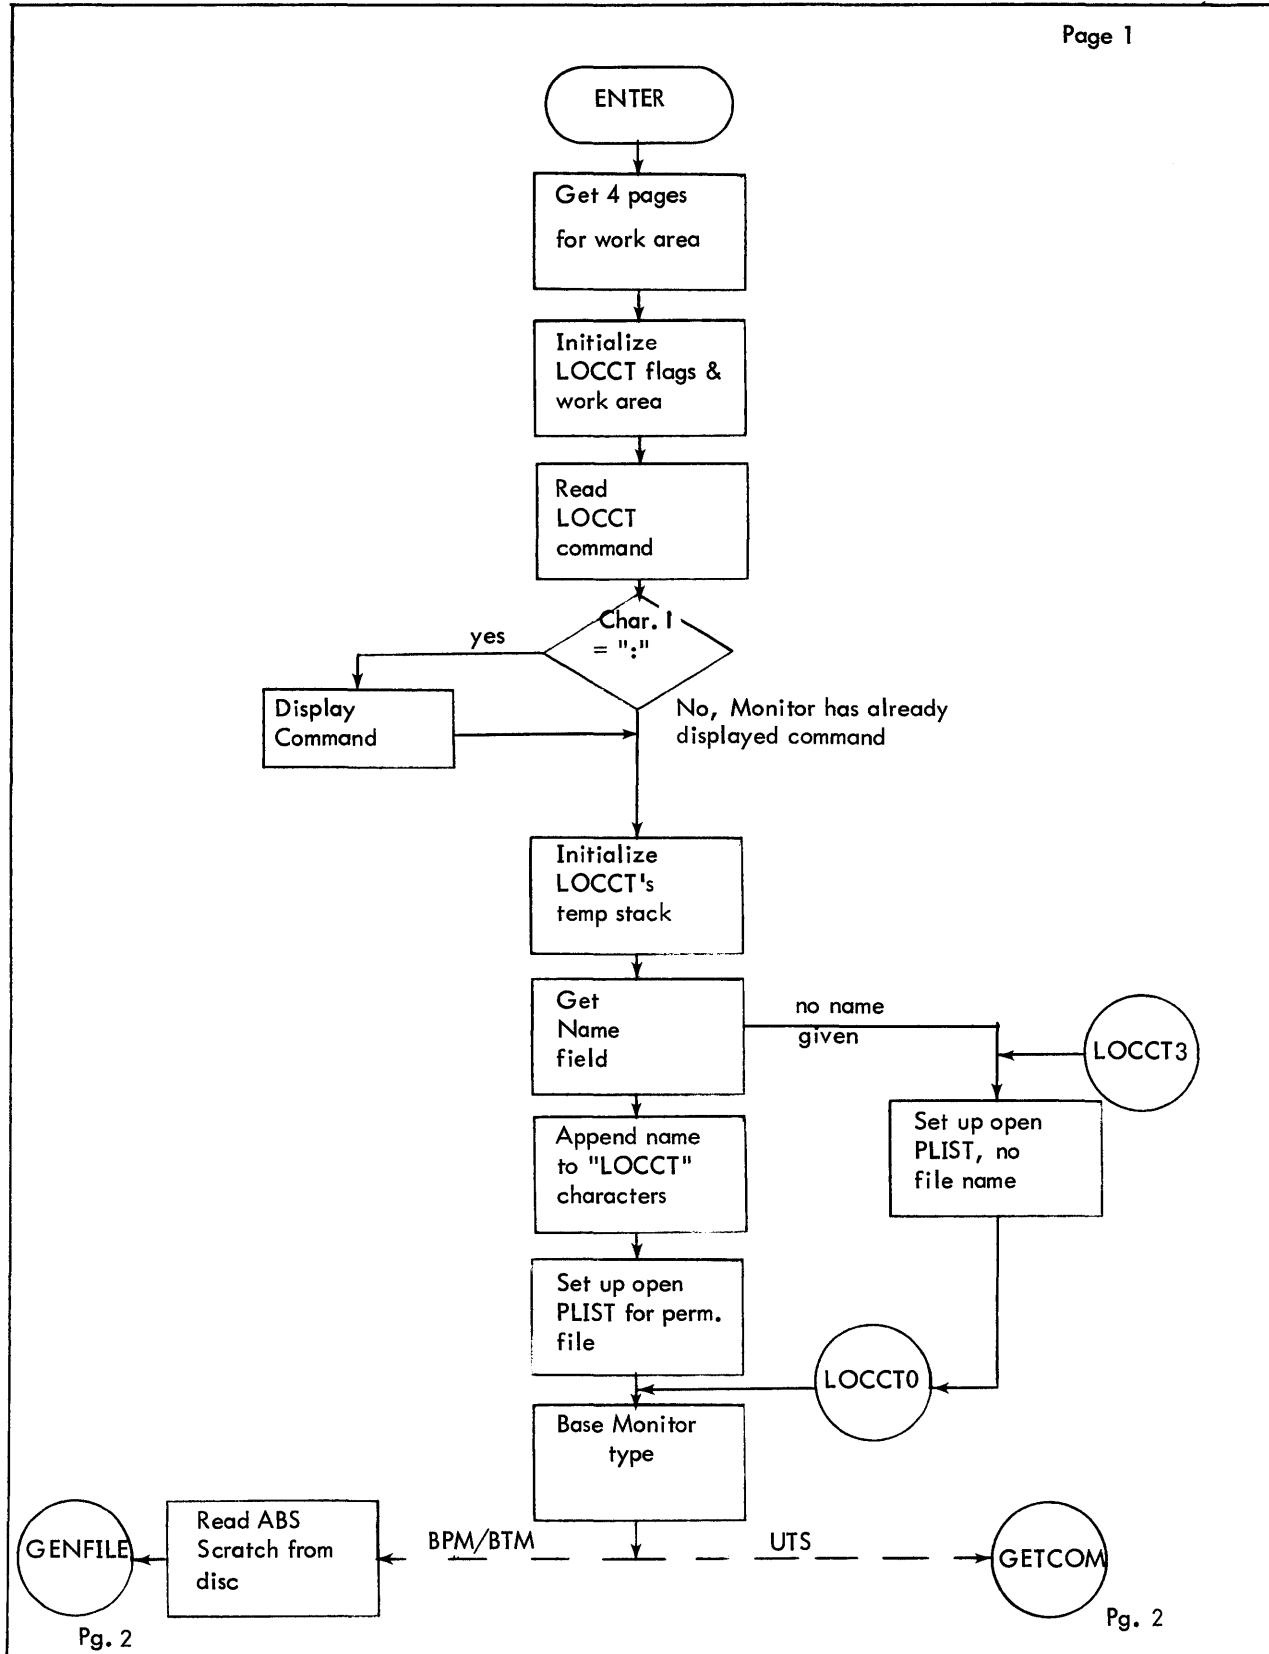 Page 1
ENTER
Get 4 pages
for work area
Initialize
LOCCT flags &
work area
Read
LOCCT
command
Char. 1
= ":"
yes
Display
Command
No, Monitor has already
displayed command
Initialize
LOCCT's
temp stack
Get
Name
field
no name
given
LOCCT3
Append name
to "LOCCT"
characters
Set up open
PLIST, no
file name
Set up open
PLIST for perm.
file
LOCCT0
Base Monitor
type
GENFILE
Read ABS
Scratch from
disc
BPM/BTM
UTS
GETCOM
Pg. 2
Pg. 2